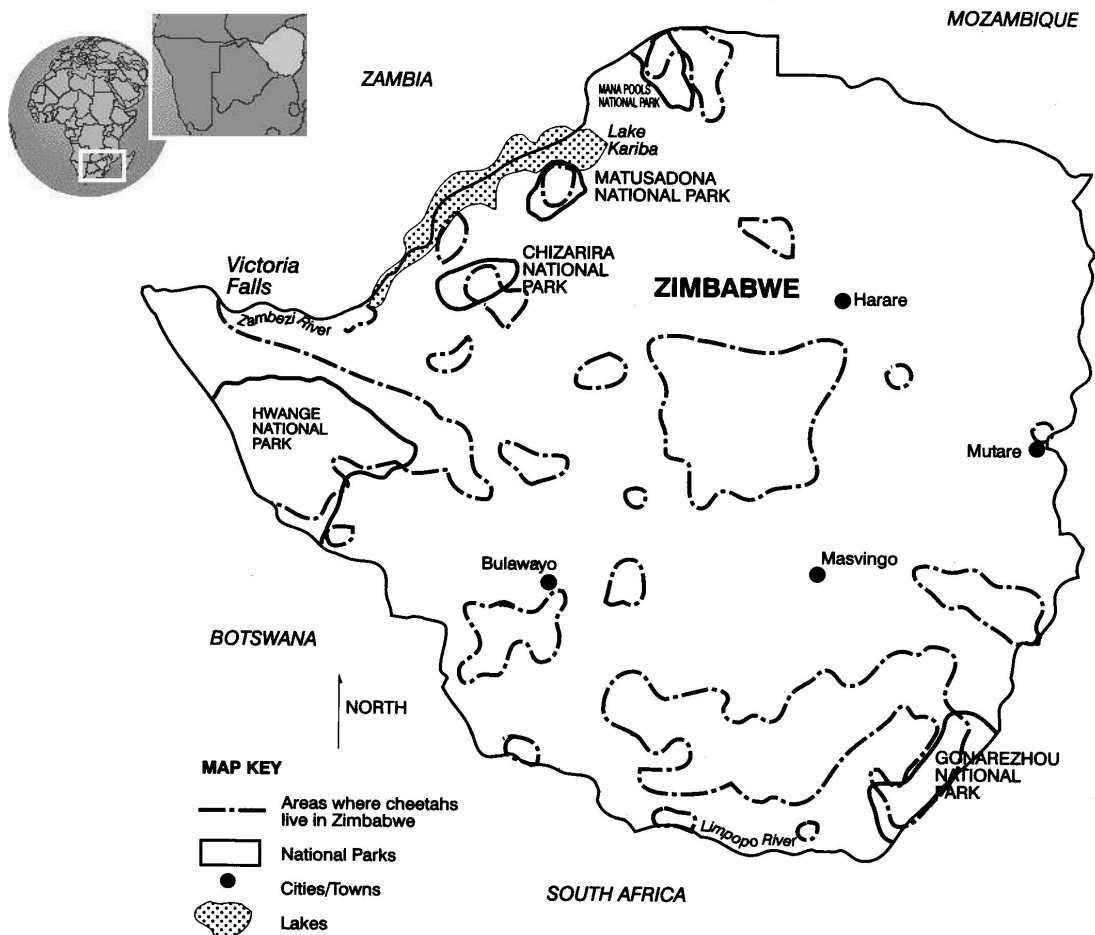 MOZAMBIQUE
ZAMBIA
MANA POOLS
NATIONAL PARK
Lake
Kariba
MATUSADONA
NATIONAL PARK
CHIZARIRA
NATIONAL
PARK
Victoria
Falls
ZIMBABWE
Harare
Zambezi River
HWANGE
NATIONAL
PARK
Mutare
Bulawayo
Masvingo
BOTSWANA
NORTH
GONAREZHOU
NATIONAL
PARK
MAP KEY
Areas where cheetahs
live in Zimbabwe
National Parks
Cities/Towns
Lakes
Limpopo River
SOUTH AFRICA